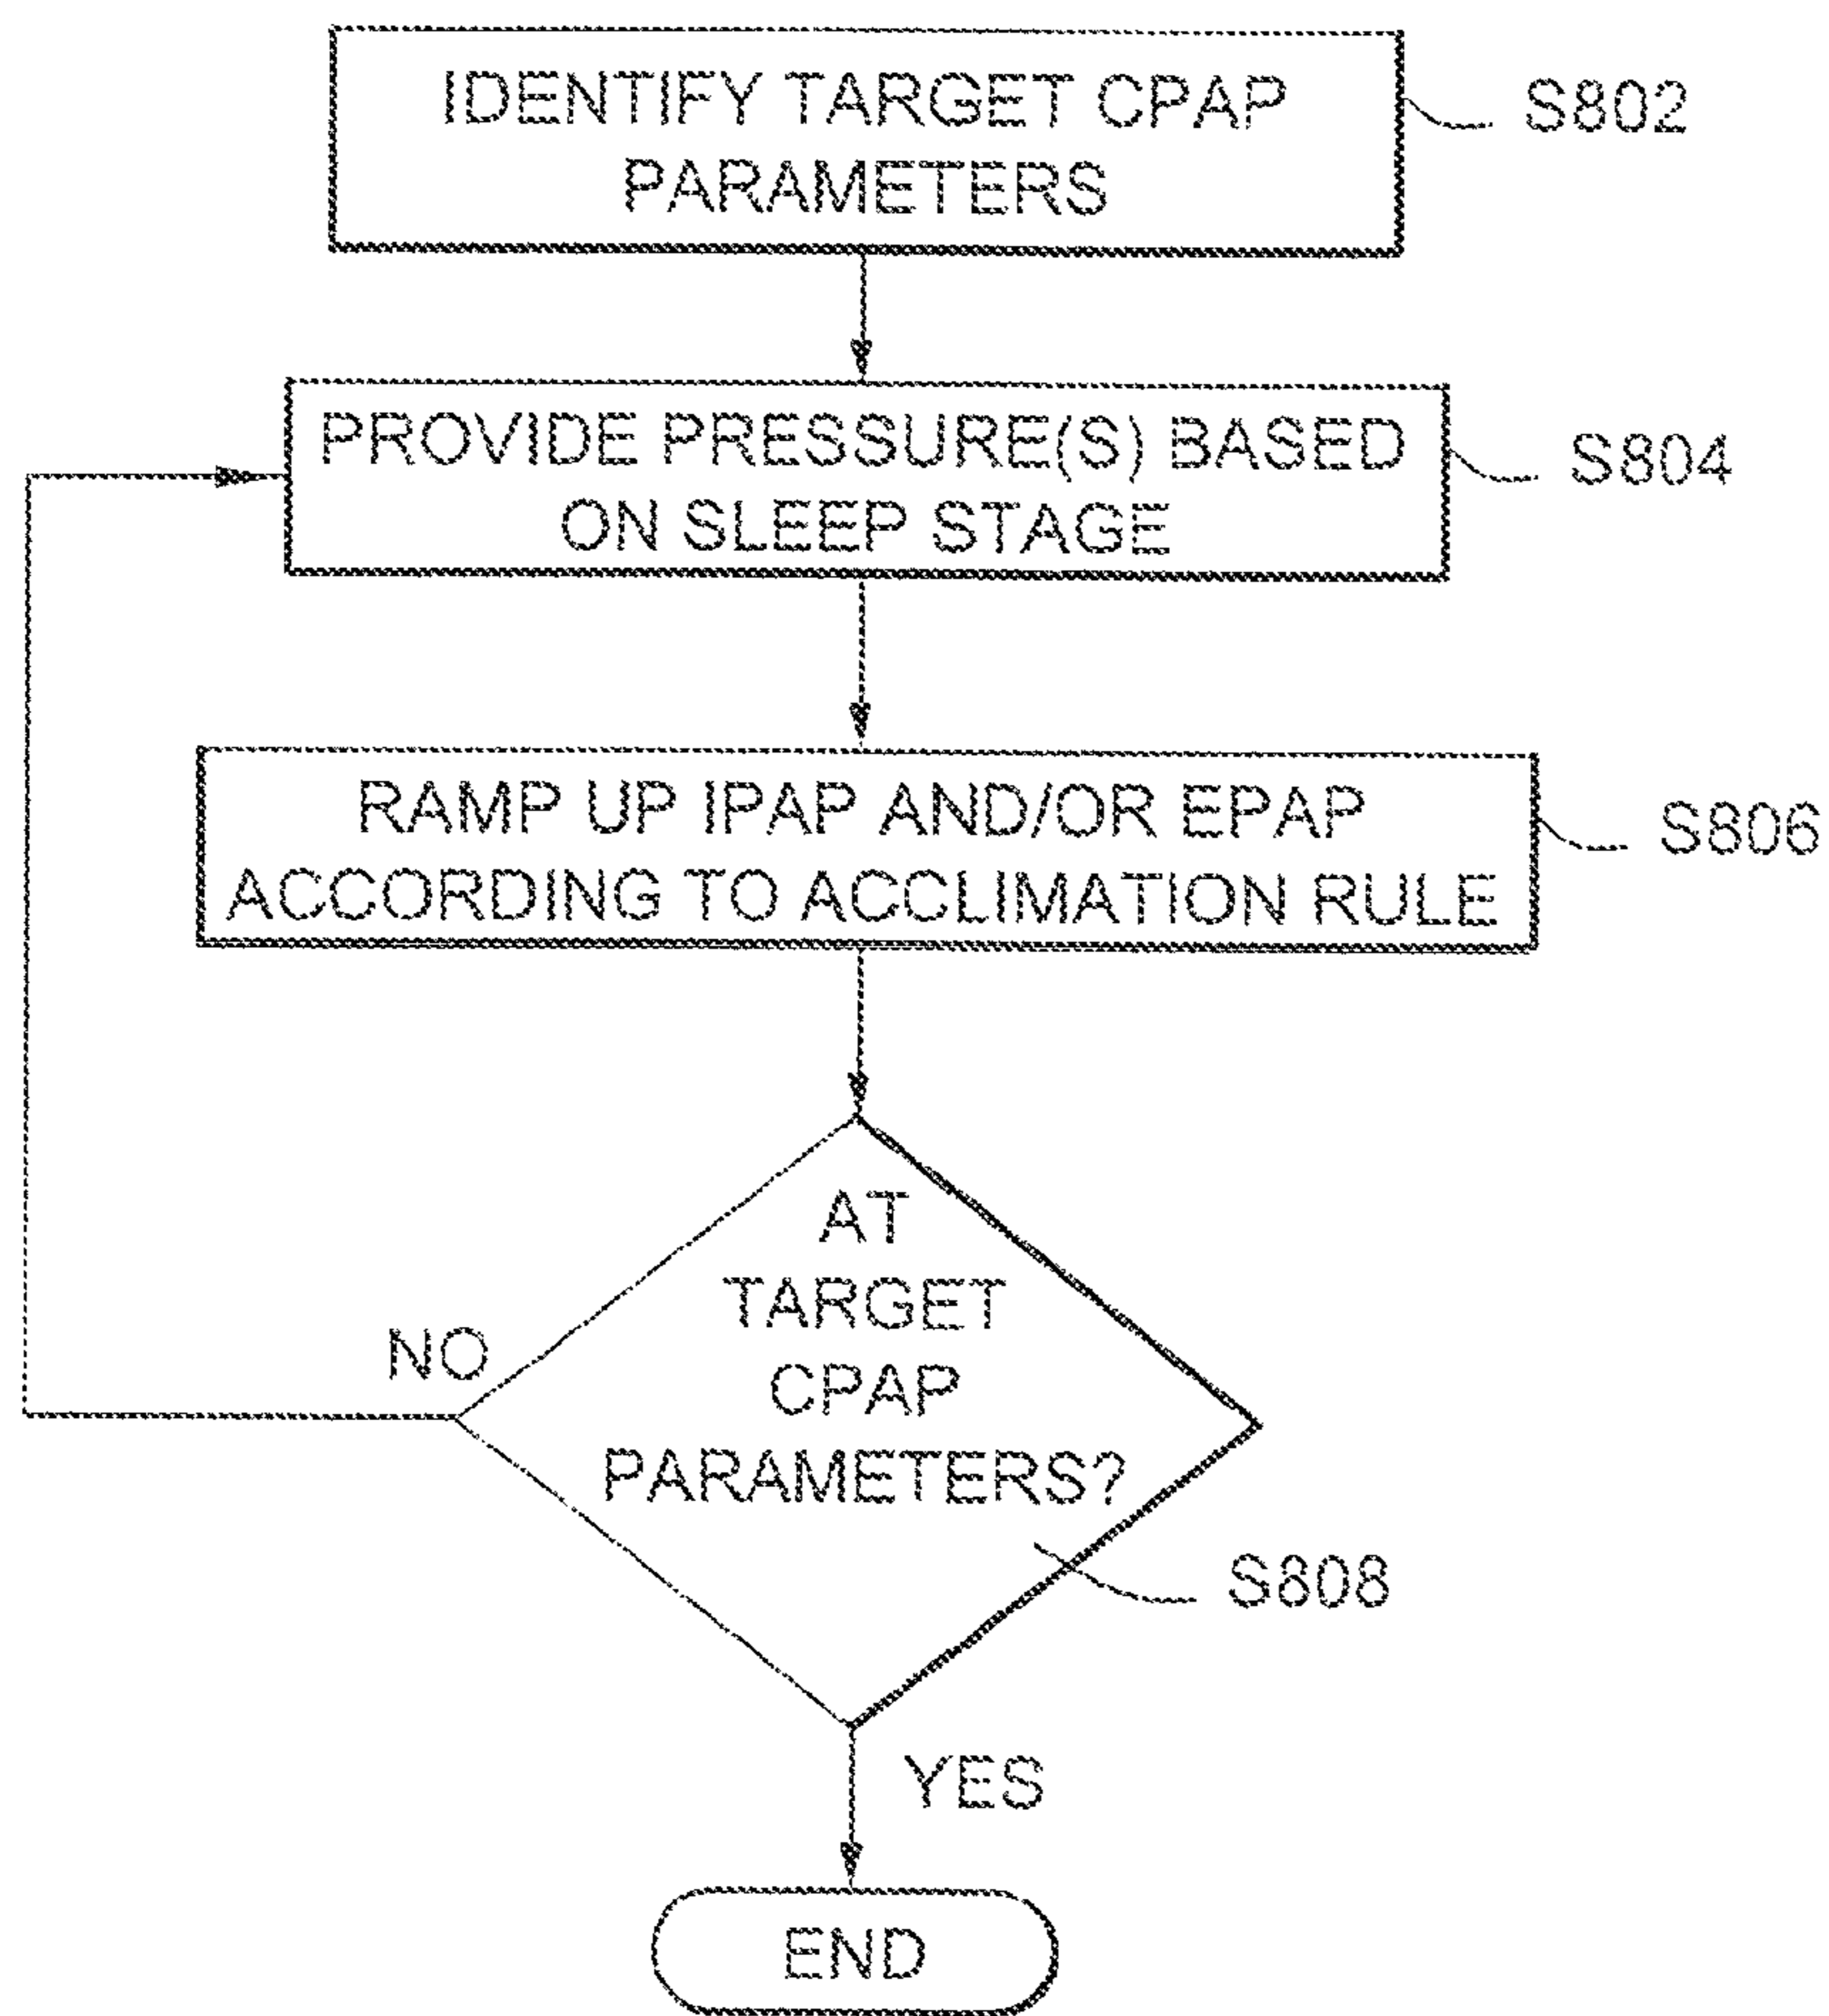 IDENTIFY TARGET CPAP
PARAMETERS
S802
PROVIDE PRESSURE(S) BASED
ON SLEEP STAGE
S804
RAMP UP IPAP AND/OR EPAP
ACCORDING TO ACCLIMATION RULE
S806
AT
TARGET
CPAP
PARAMETERS?
NO
S808
YES
END